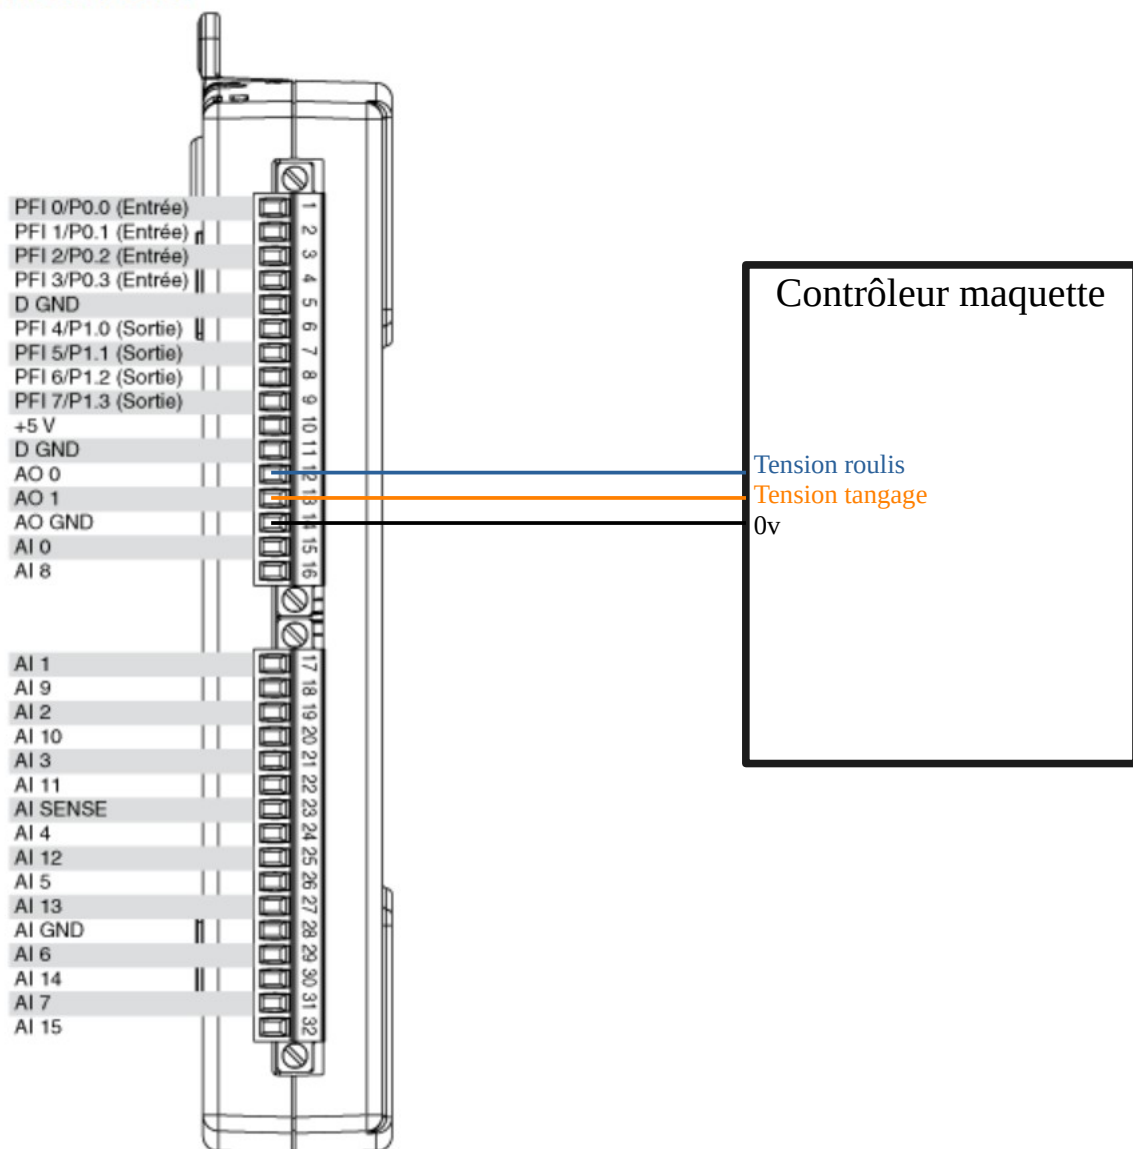 PFI 0/P0.0 (Entrée) 1
PFI 1/P0.1 (Entrée) 2
PFI 2/P0.2 (Entrée) 3
PFI 3/P0.3 (Entrée) 4
D GND 5
PFI 4/P1.0 (Sortie) 6
PFI 5/P1.1 (Sortie) 7
PFI 6/P1.2 (Sortie) 8
PFI 7/P1.3 (Sortie) 9
+5 V 10
D GND 11
AO 0 12
AO 1 13
AO GND 14
AI 0 15
AI 8 16
AI 1 17
AI 9 18
AI 2 19
AI 10 20
AI 3 21
AI 11 22
AI SENSE 23
AI 4 24
AI 12 25
AI 5 26
AI 13 27
AI GND 28
AI 6 29
AI 14 30
AI 7 31
AI 15 32
Contrôleur maquette
Tension roulis
Tension tangage
0v